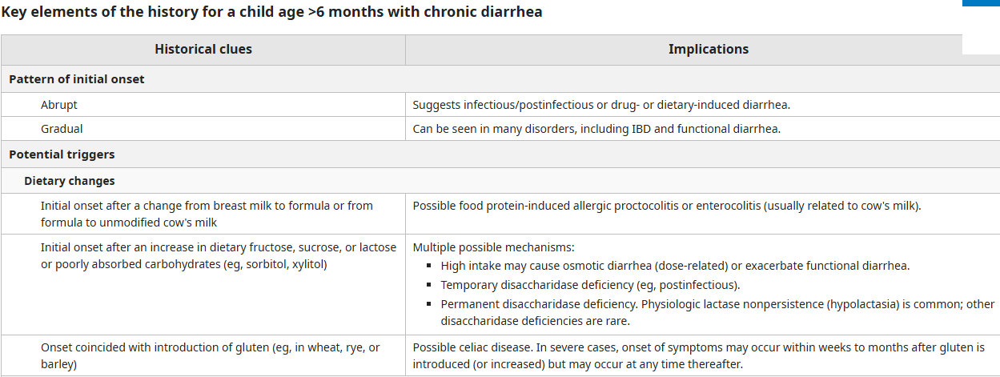 Key elements of the history for a child age >6 months with chronic diarrhea
Historical clues
Implications
Pattern of initial onset
Abrupt
Suggests infectious/postinfectious or drug- or dietary-induced diarrhea.
Gradual
Can be seen in many disorders, including IBD and functional diarrhea.
Potential triggers
Dietary changes
Initial onset after a change from breast milk to formula or from
formula to unmodified cow's milk
Possible food protein-induced allergic proctocolitis or enterocolitis (usually related to cow's milk).
Initial onset after an increase in dietary fructose, sucrose, or lactose
or poorly absorbed carbohydrates (eg, sorbitol, xylitol)
Multiple possible mechanisms:
▪ High intake may cause osmotic diarrhea (dose-related) or exacerbate functional diarrhea.
▪ Temporary disaccharidase deficiency (eg, postinfectious).
▪ Permanent disaccharidase deficiency. Physiologic lactase nonpersistence (hypolactasia) is common; other
disaccharidase deficiencies are rare.
Onset coincided with introduction of gluten (eg, in wheat, rye, or
barley)
Possible celiac disease. In severe cases, onset of symptoms may occur within weeks to months after gluten is
introduced (or increased) but may occur at any time thereafter.